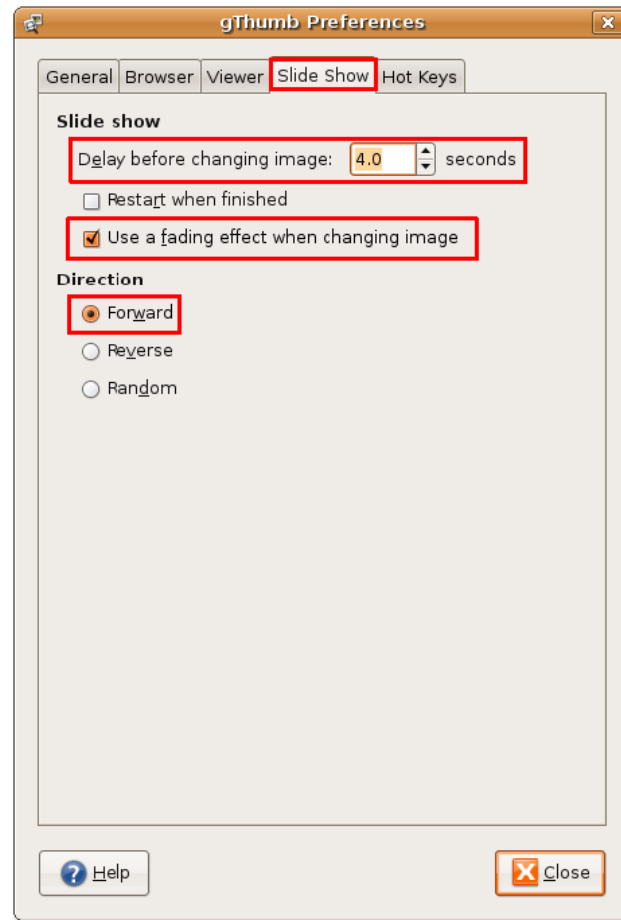 gThumb Preferences
General Browser Viewer Slide Show Hot Keys
Slide show
Delay before changing image: 4.0 seconds
Restart when finished
Use a fading effect when changing image
Direction
Forward
Reverse
Random
Help Close